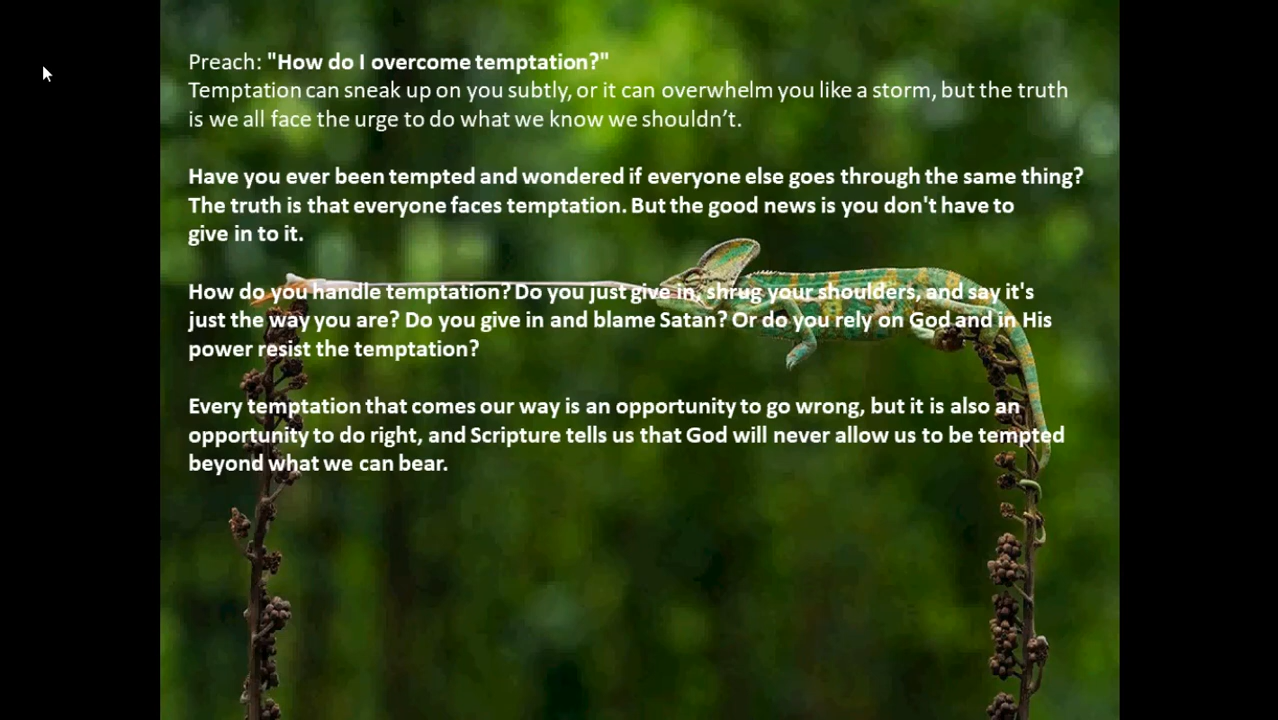 Preach: "How do I overcome temptation?"
Temptation can sneak up on you subtly, or it can overwhelm you like a storm, but the truth
is we all face the urge to do what we know we shouldn’t.
Have you ever been tempted and wondered if everyone else goes through the same thing?
The truth is that everyone faces temptation. But the good news is you don't have to
give in to it.
How do you handle temptation? Do you just give in, shrug your shoulders, and say it's
just the way you are? Do you give in and blame Satan? Or do you rely on God and in His
power resist the temptation?
Every temptation that comes our way is an opportunity to go wrong, but it is also an
opportunity to do right, and Scripture tells us that God will never allow us to be tempted
beyond what we can bear.